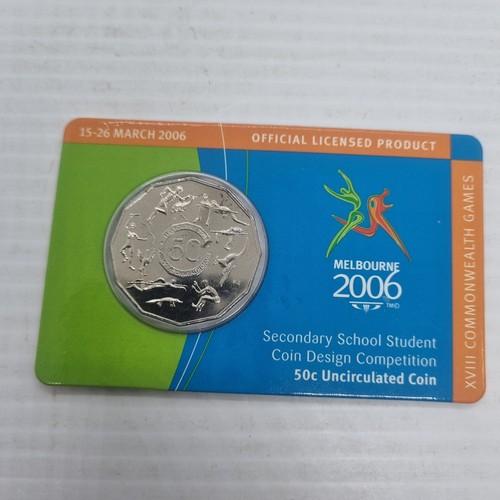 15-26 MARCH 2006
OFFICIAL LICENSED PRODUCT
XVIII COMMONWEALTH GAMES
50c
MELBOURNE
2006
Secondary School Student
Coin Design Competition
50c Uncirculated Coin